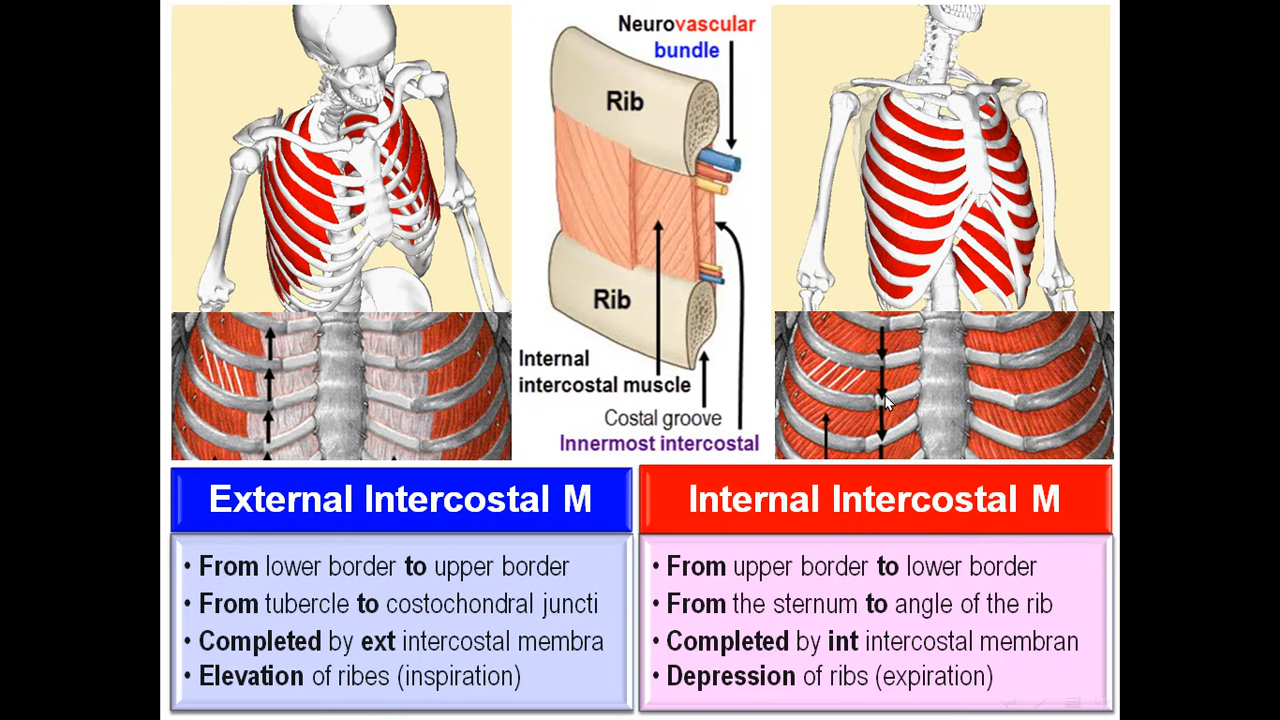 Neurovascular
bundle
Rib
Rib
Internal
intercostal muscle
Costal groove
Innermost intercostal
External Intercostal M
• From lower border to upper border
• From tubercle to costochondral juncti
• Completed by ext intercostal membra
• Elevation of ribes (inspiration)
Internal Intercostal M
• From upper border to lower border
• From the sternum to angle of the rib
• Completed by int intercostal membran
• Depression of ribs (expiration)